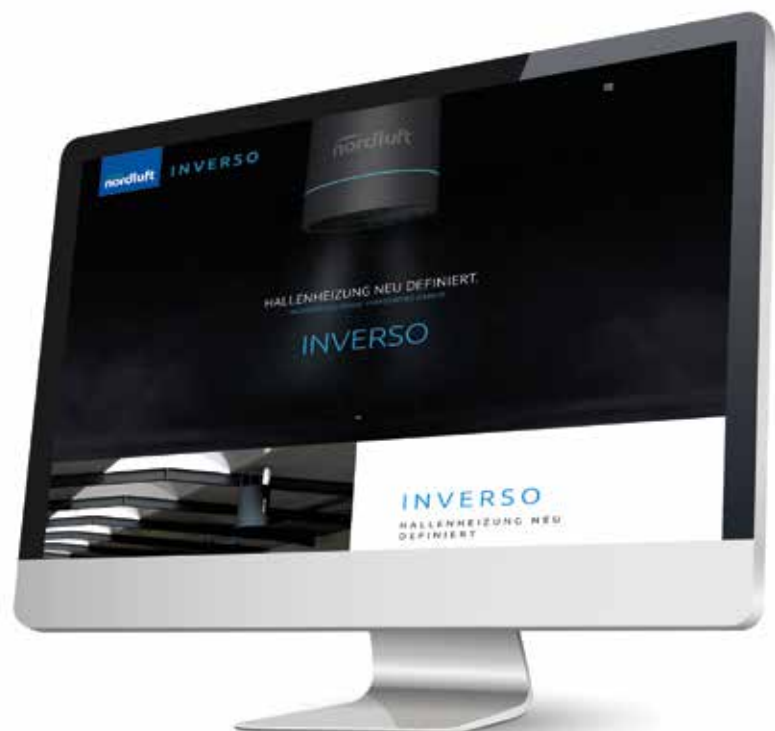 nordluft
INVERSO
nordluft
HALLENHEIZUNG NEU DEFINIERT.
INVERSO
INVERSO
HALLENHEIZUNG NEU
DEFINIERT